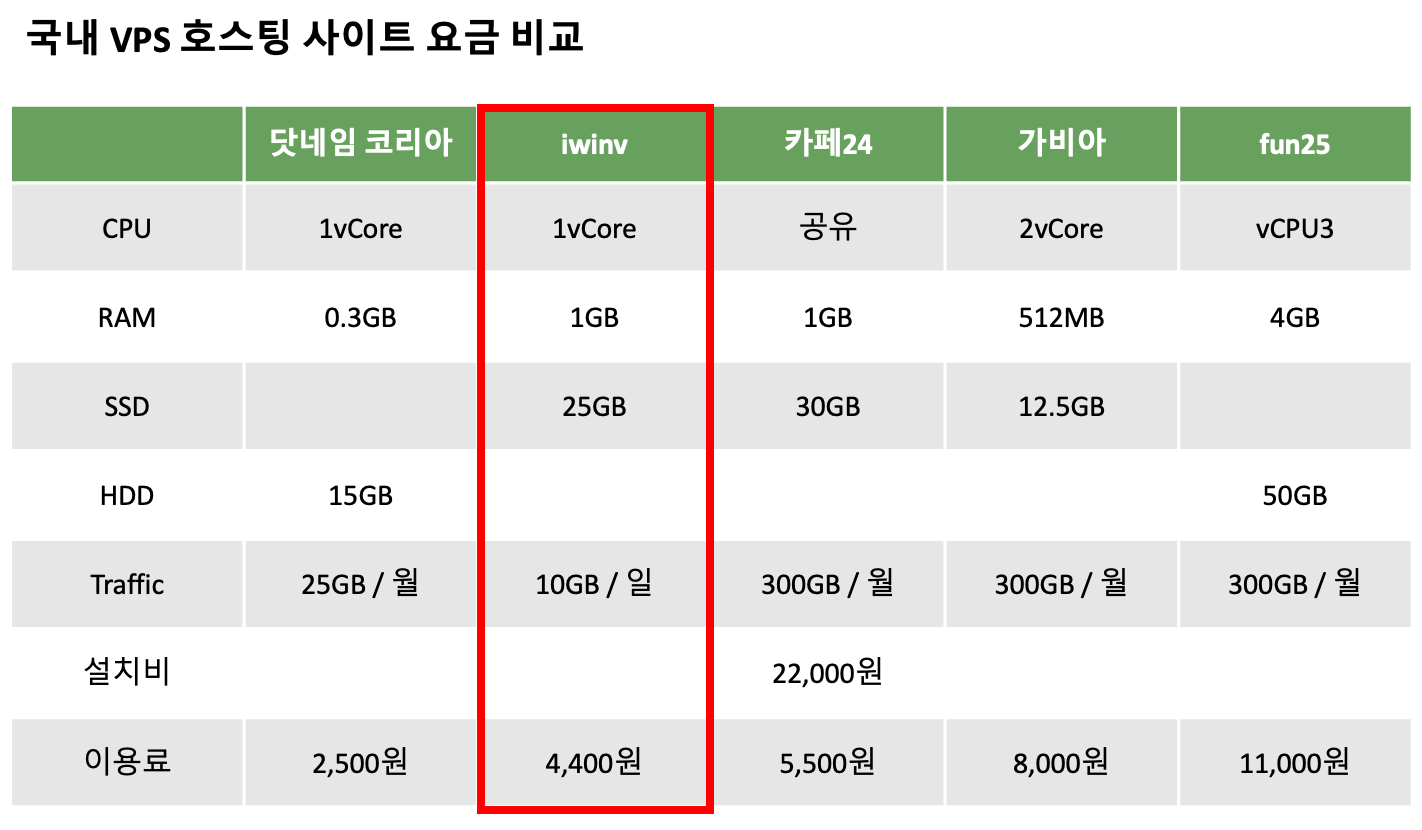 국내 VPS 호스팅 사이트 요금 비교
닷네임 코리아 iwinv 카페24 가비아 fun25
CPU 1vCore 1vCore 공유 2vCore vCPU3
RAM 0.3GB 1GB 1GB 512MB 4GB
SSD 25GB 30GB 12.5GB
HDD 15GB 50GB
Traffic 25GB / 월 10GB / 일 300GB / 월 300GB / 월 300GB / 월
설치비 22,000원
이용료 2,500원 4,400원 5,500원 8,000원 11,000원